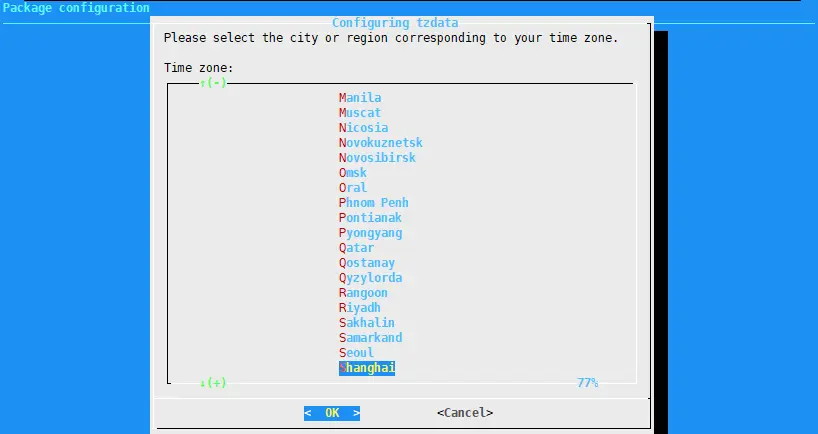 Package configuration
Configuring tzdata
Please select the city or region corresponding to your time zone.
Time zone:
↑(-)
Manila
Muscat
Nicosia
Novokuznetsk
Novosibirsk
Omsk
Oral
Phnom Penh
Pontianak
Pyongyang
Qatar
Qostanay
Qyzylorda
Rangoon
Riyadh
Sakhalin
Samarkand
Seoul
Shanghai
↓(+) 77%
< OK > <Cancel>